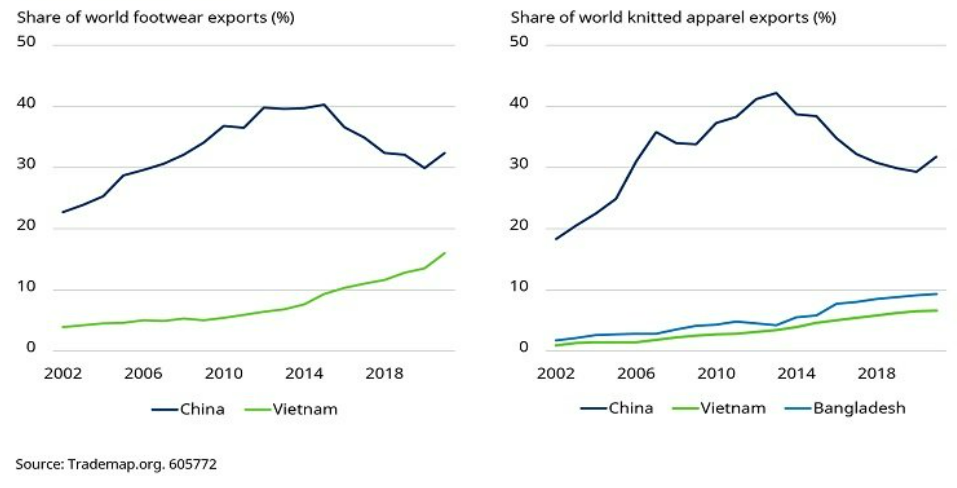 Share of world footwear exports (%)
50
40
30
20
10
0
2002 2006 2010 2014 2018
China Vietnam
Share of world knitted apparel exports (%)
50
40
30
20
10
0
2002 2006 2010 2014 2018
China Vietnam Bangladesh
Source: Trademap.org. 605772